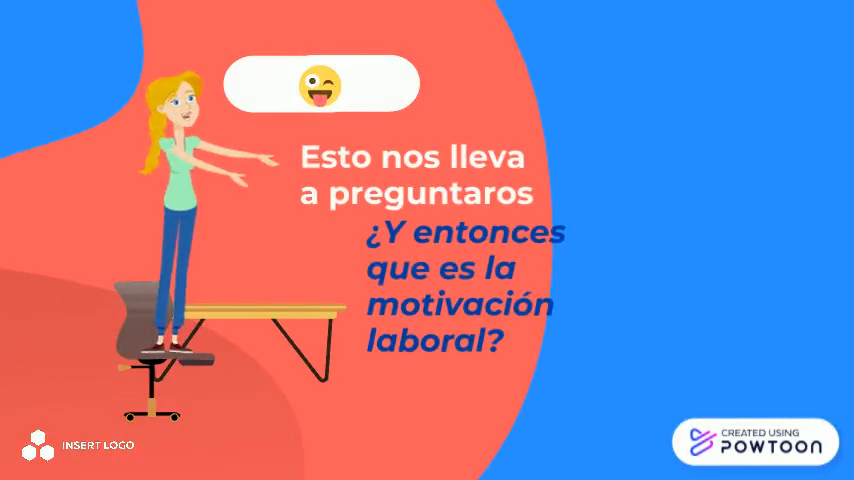 Esto nos lleva
a preguntaros
¿Y entonces
que es la
motivación
laboral?
INSERT LOGO
CREATED USING
POWTOON